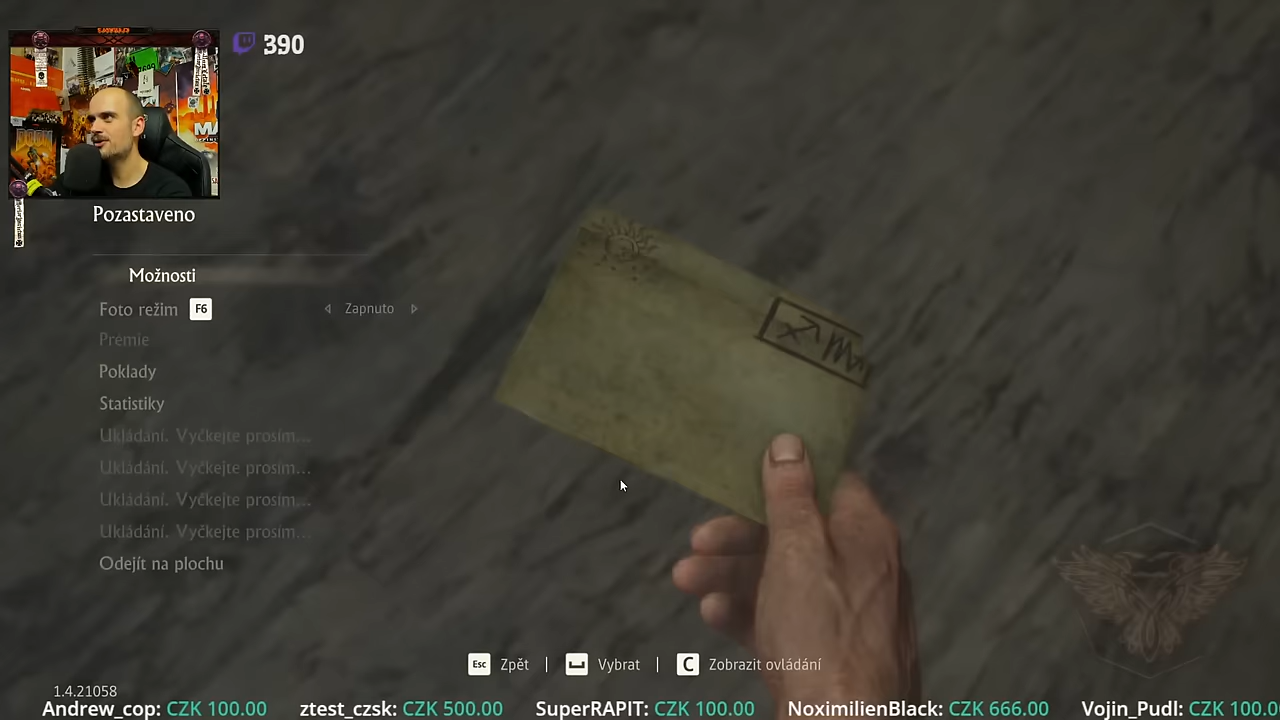 390
Pozastaveno
Možnosti
Foto režim F6 Zapnuto
Prémie
Poklady
Statistiky
Ukládání. Vyčkejte prosím...
Ukládání. Vyčkejte prosím...
Ukládání. Vyčkejte prosím...
Ukládání. Vyčkejte prosím...
Odejít na plochu
Esc Zpět | Vybrat | C Zobrazit ovládání
1.4.21058
Andrew_cop: CZK 100.00 ztest_czsk: CZK 500.00 SuperRAPIT: CZK 100.00 NoximilienBlack: CZK 666.00 Vojin_Pudl: CZK 100.0